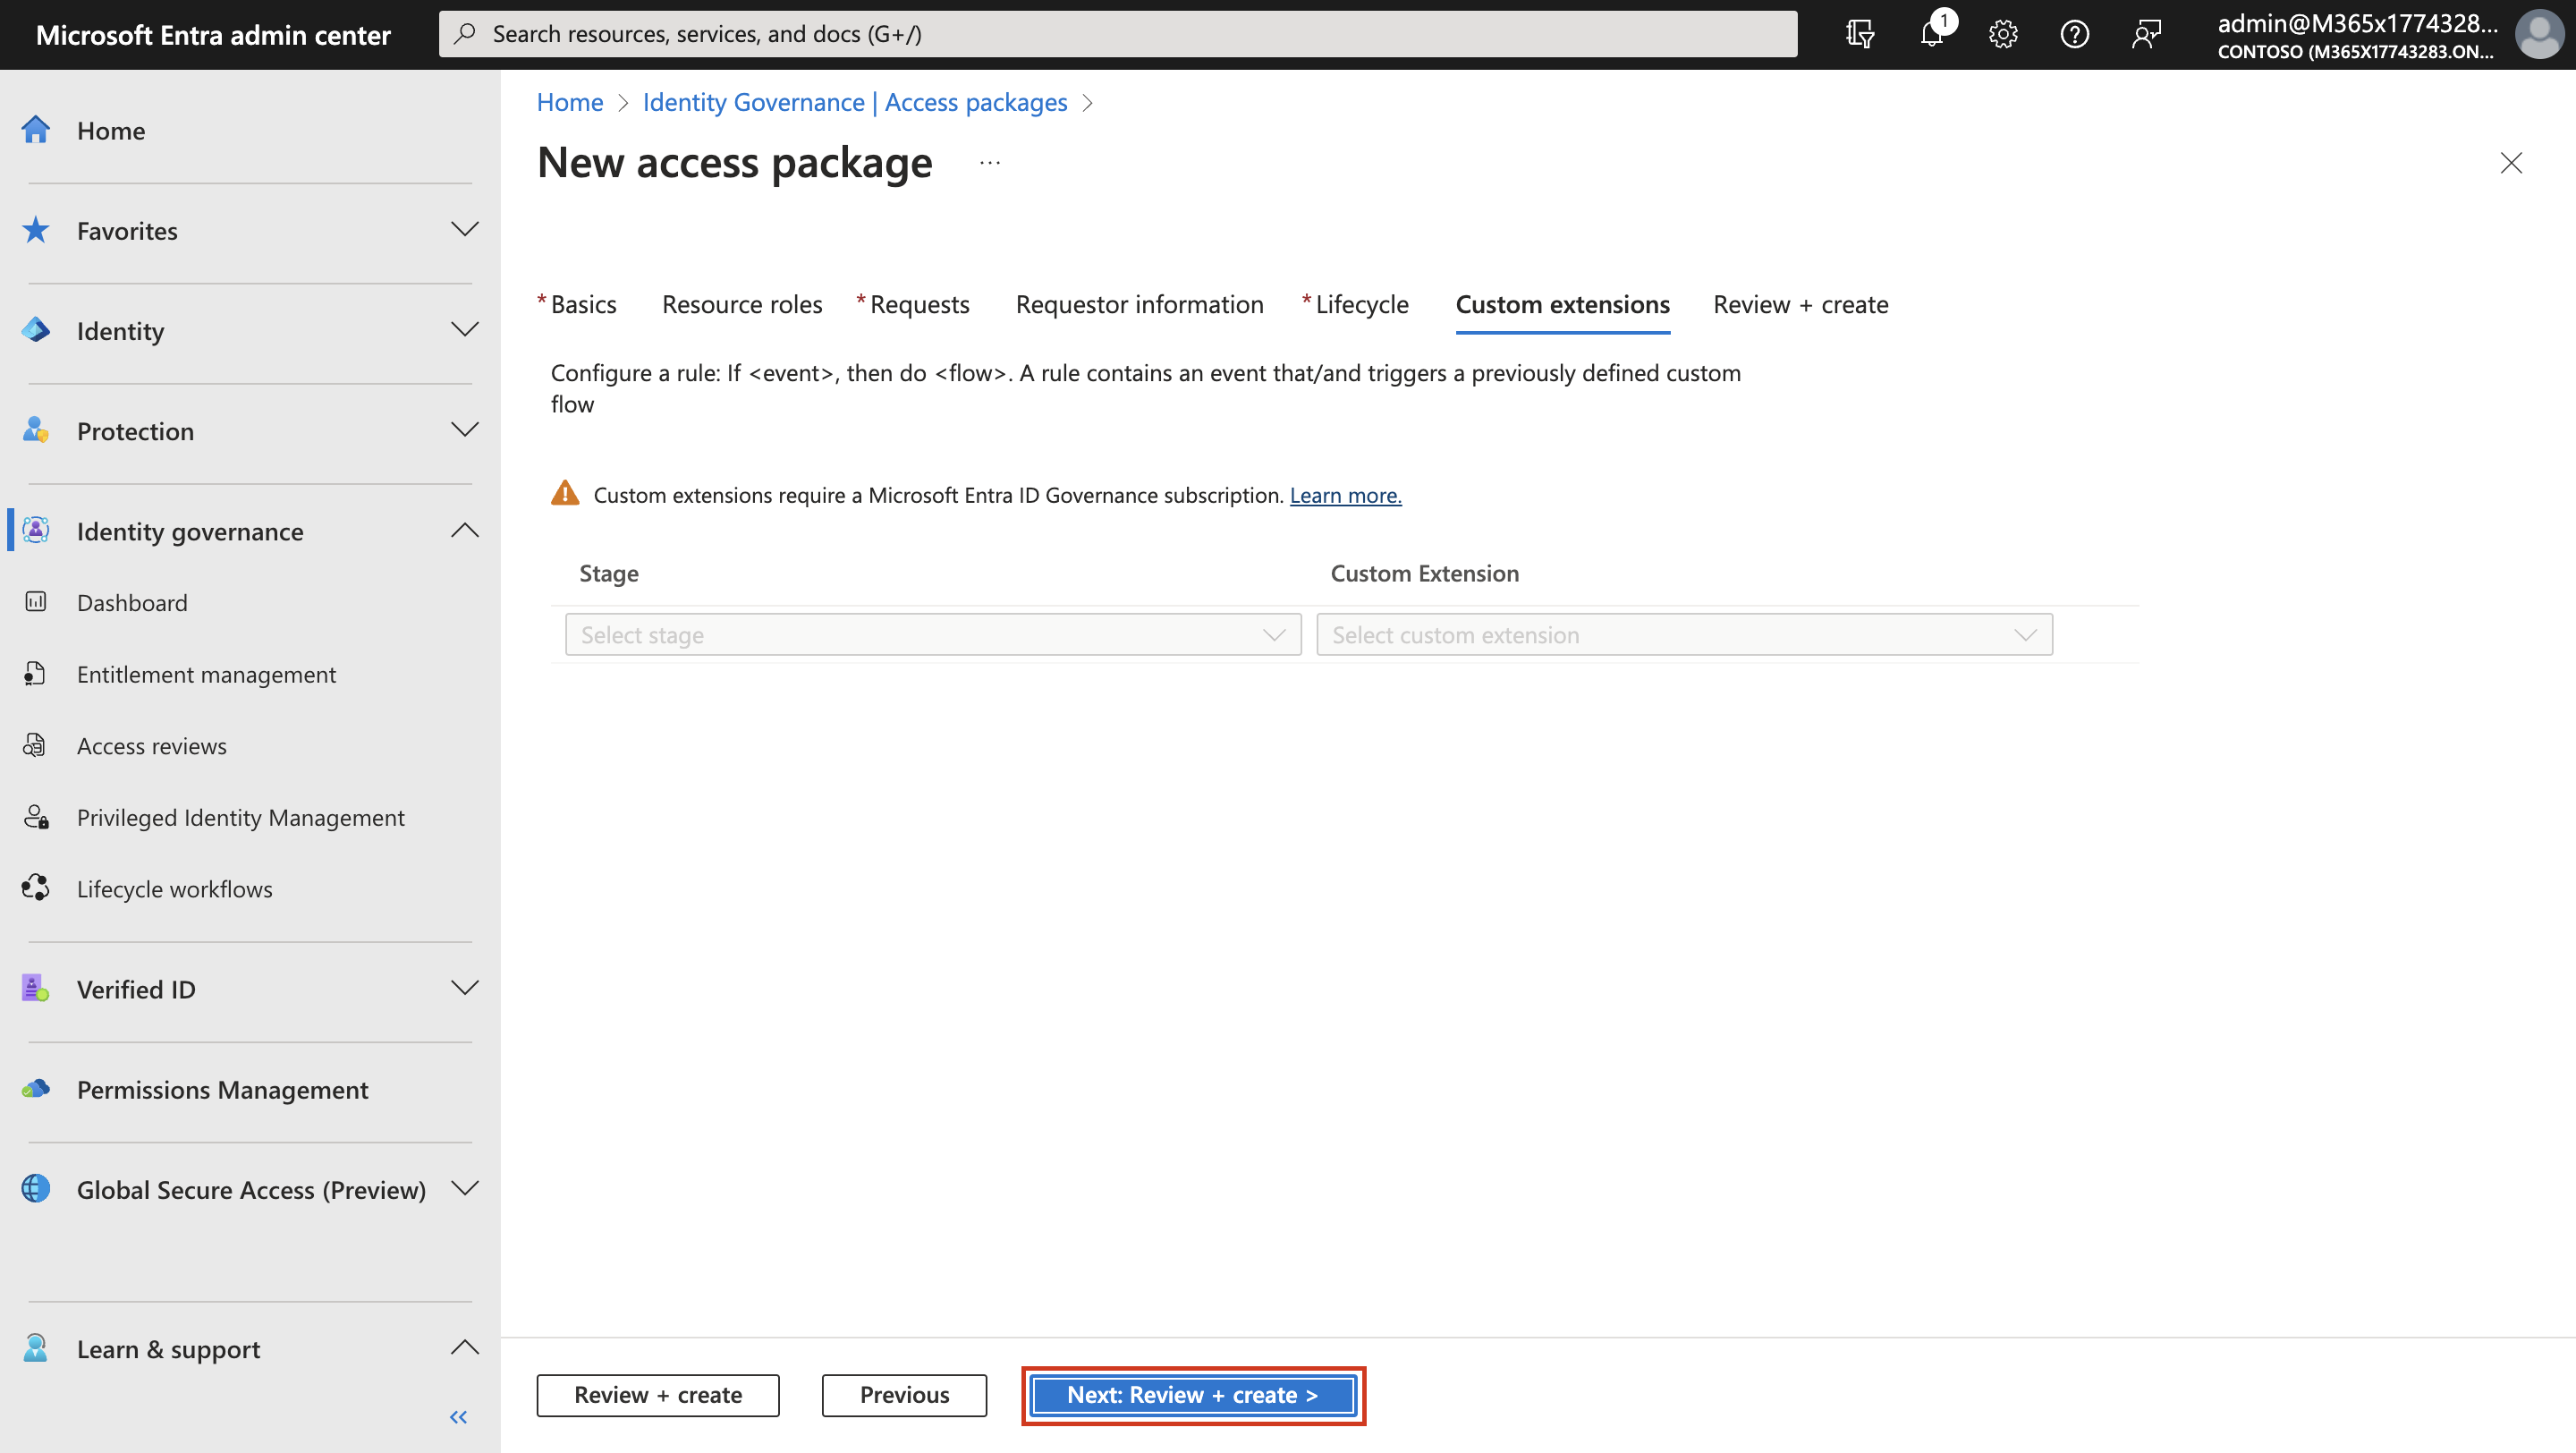 Microsoft Entra admin center
Search resources, services, and docs (G+/)
1
admin@M365x1774328...
CONTOSO (M365X17743283.ON...
Home
Favorites
Identity
Protection
Identity governance
Dashboard
Entitlement management
Access reviews
Privileged Identity Management
Lifecycle workflows
Verified ID
Permissions Management
Global Secure Access (Preview)
Learn & support
Home > Identity Governance | Access packages >
New access package ...
* Basics Resource roles * Requests Requestor information * Lifecycle Custom extensions Review + create
Configure a rule: If <event>, then do <flow>. A rule contains an event that/and triggers a previously defined custom
flow
Custom extensions require a Microsoft Entra ID Governance subscription. Learn more.
Stage Custom Extension
Select stage Select custom extension
Review + create Previous Next: Review + create >